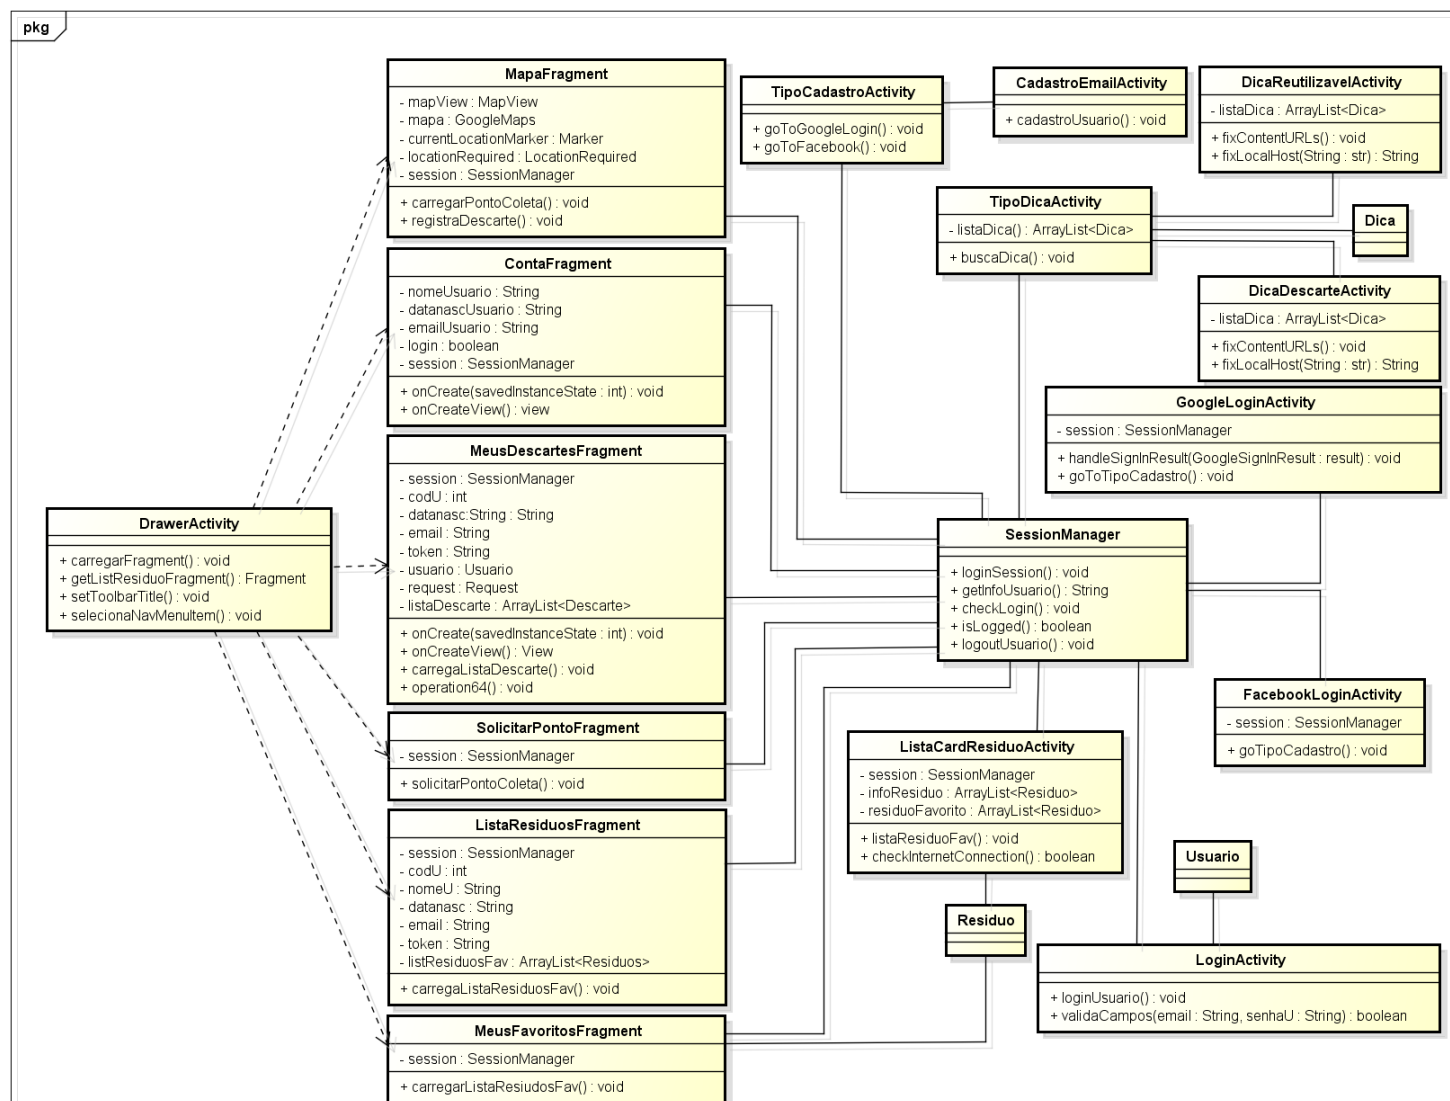 pkg
MapaFragment
- mapView : MapView
- mapa : GoogleMaps
- currentLocationMarker : Marker
- locationRequired : LocationRequired
- session : SessionManager
+ carregarPontoColeta() : void
+ registraDescarte() : void
ContaFragment
- nomeUsuario : String
- datanascUsuario : String
- emailUsuario : String
- login : boolean
- session : SessionManager
+ onCreate(savedInstanceState : int) : void
+ onCreateView() : view
MeusDescartesFragment
- session : SessionManager
- codU : int
- datanasc:String : String
- email : String
- token : String
- usuario : Usuario
- request : Request
- listaDescarte : ArrayList<Descarte>
+ onCreate(savedInstanceState : int) : void
+ onCreateView() : View
+ carregaListaDescarte() : void
+ operation64() : void
DrawerActivity
+ carregarFragment() : void
+ getListResiduoFragment() : Fragment
+ setToolbarTitle() : void
+ selecionaNavMenuItem() : void
SolicitarPontoFragment
- session : SessionManager
+ solicitarPontoColeta() : void
ListaResiduosFragment
- session : SessionManager
- codU : int
- nomeU : String
- datanasc : String
- email : String
- token : String
- listResiduosFav : ArrayList<Residuos>
+ carregaListaResiduosFav() : void
MeusFavoritosFragment
- session : SessionManager
+ carregarListaResiudosFav() : void
TipoCadastroActivity
+ goToGoogleLogin() : void
+ goToFacebook() : void
CadastroEmailActivity
+ cadastroUsuario() : void
DicaReutilizavelActivity
- listaDica : ArrayList<Dica>
+ fixContentURLs() : void
+ fixLocalHost(String : str) : String
TipoDicaActivity
- listaDica() : ArrayList<Dica>
+ buscaDica() : void
Dica
DicaDescarteActivity
- listaDica : ArrayList<Dica>
+ fixContentURLs() : void
+ fixLocalHost(String : str) : String
GoogleLoginActivity
- session : SessionManager
+ handleSignInResult(GoogleSignInResult : result) : void
+ goToTipoCadastro() : void
SessionManager
+ loginSession() : void
+ getInfoUsuario() : String
+ checkLogin() : void
+ isLogged() : boolean
+ logoutUsuario() : void
FacebookLoginActivity
- session : SessionManager
+ goTipoCadastro() : void
ListaCardResiduoActivity
- session : SessionManager
- infoResiduo : ArrayList<Residuo>
- residuoFavorito : ArrayList<Residuo>
+ listaResiduoFav() : void
+ checkInternetConnection() : boolean
Usuario
Residuo
LoginActivity
+ loginUsuario() : void
+ validaCampos(email : String, senhaU : String) : boolean